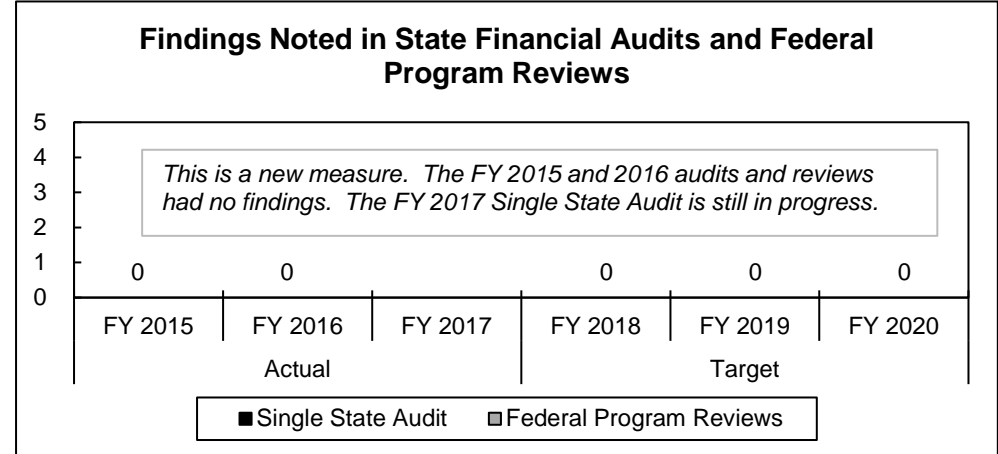 Findings Noted in State Financial Audits and Federal
Program Reviews
5
4
3
2
1
0
This is a new measure. The FY 2015 and 2016 audits and reviews
had no findings. The FY 2017 Single State Audit is still in progress.
0 0 0 0 0
FY 2015 FY 2016 FY 2017 FY 2018 FY 2019 FY 2020
Actual Target
Single State Audit Federal Program Reviews